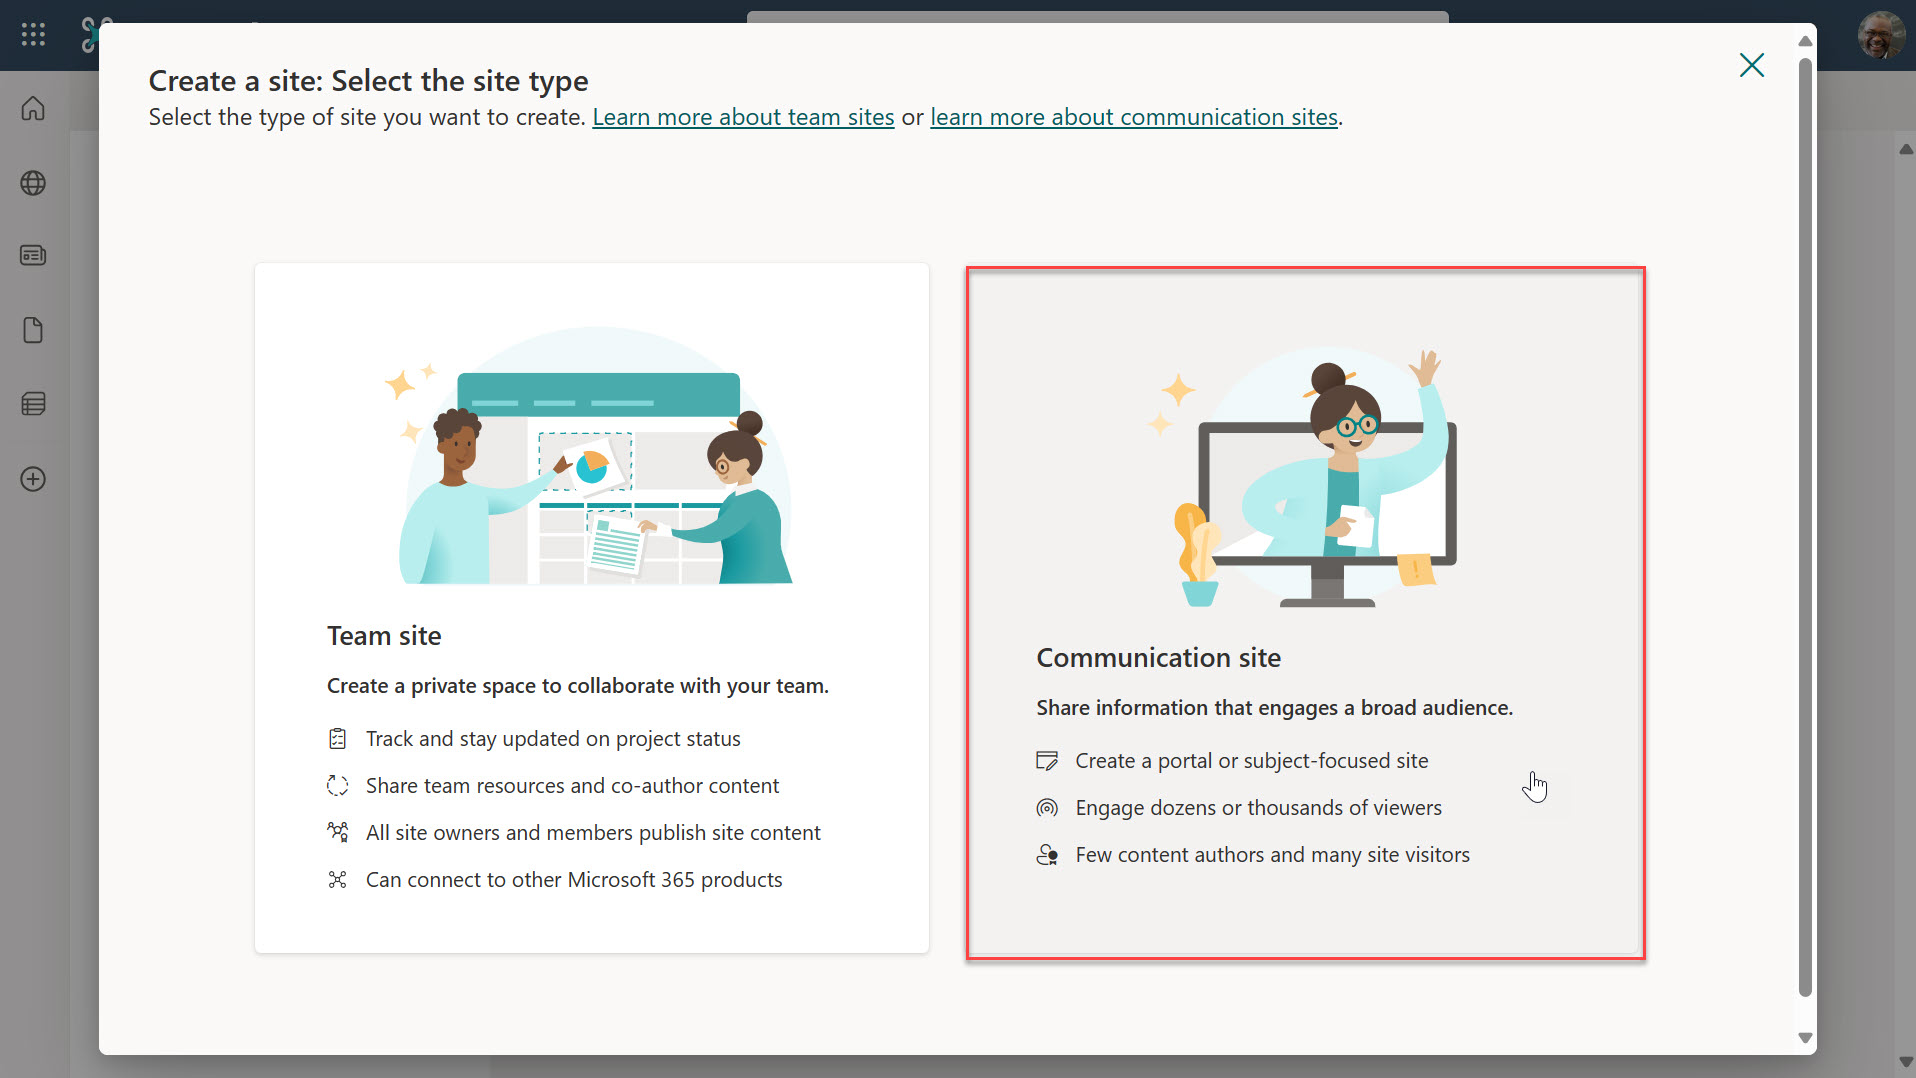 Create a site: Select the site type
Select the type of site you want to create. Learn more about team sites or learn more about communication sites.
Team site
Create a private space to collaborate with your team.
Track and stay updated on project status
Share team resources and co-author content
All site owners and members publish site content
Can connect to other Microsoft 365 products
Communication site
Share information that engages a broad audience.
Create a portal or subject-focused site
Engage dozens or thousands of viewers
Few content authors and many site visitors